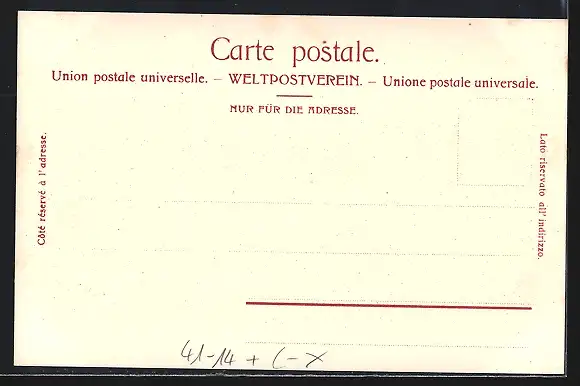 Carte postale.
Union postale universelle. – WELTPOSTVEREIN. – Unione postale universale.
NUR FÜR DIE ADRESSE.
Côté réservé à l'adresse.
Lato riservato all' indirizzo.
41-14 + C-X